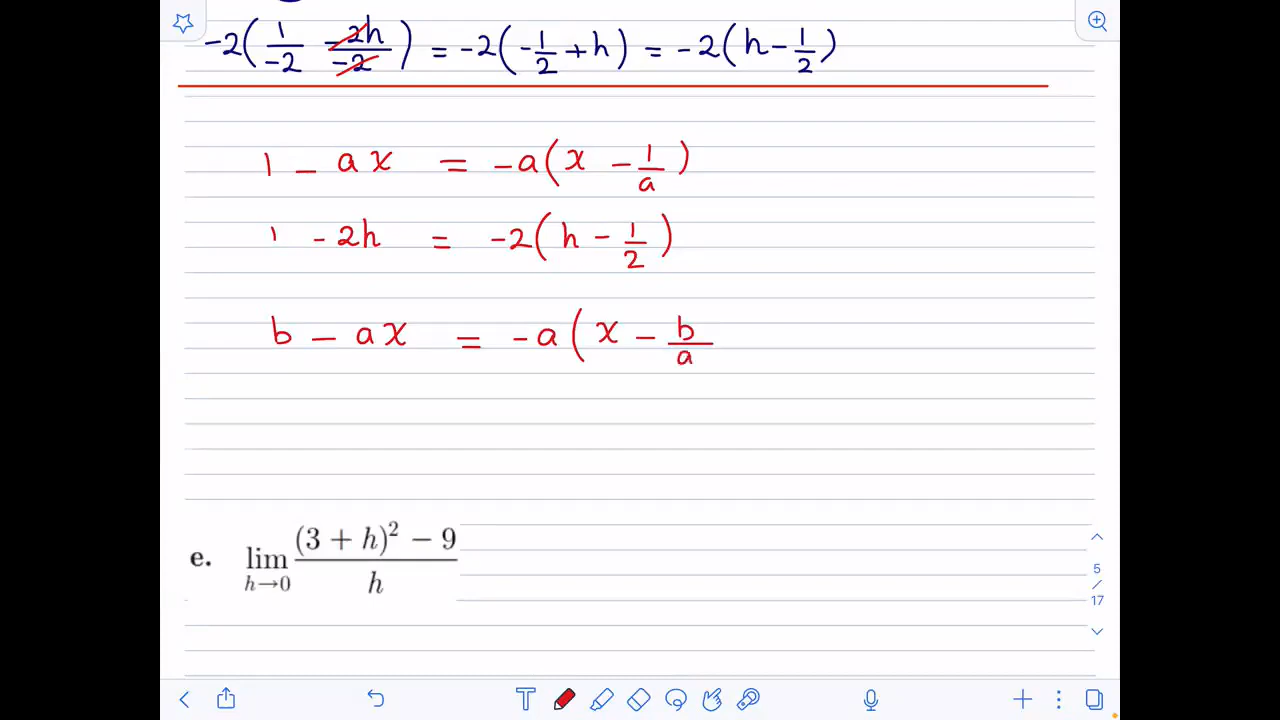 -2(1/-2 -2h/-2) = -2(-1/2 + h) = -2(h - 1/2)
1 - ax = -a(x - 1/a)
1 - 2h = -2(h - 1/2)
b - ax = -a(x - b/a
e. lim h→0 (3 + h)² − 9 / h
5
/
17
T